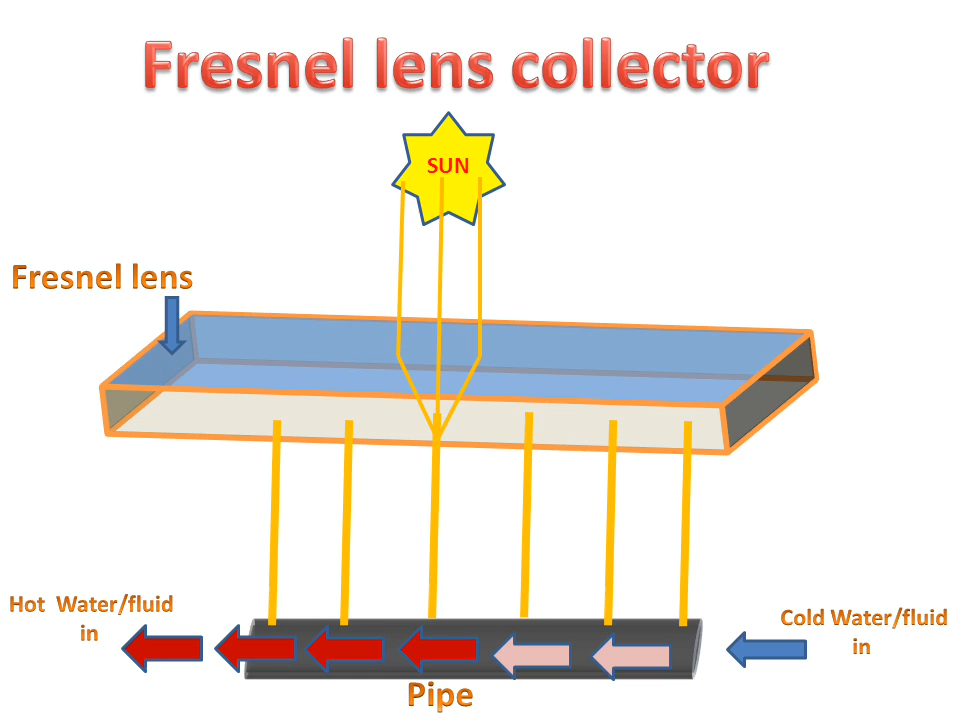 Fresnel lens collector
SUN
Fresnel lens
Hot Water/fluid
in
Cold Water/fluid
in
Pipe